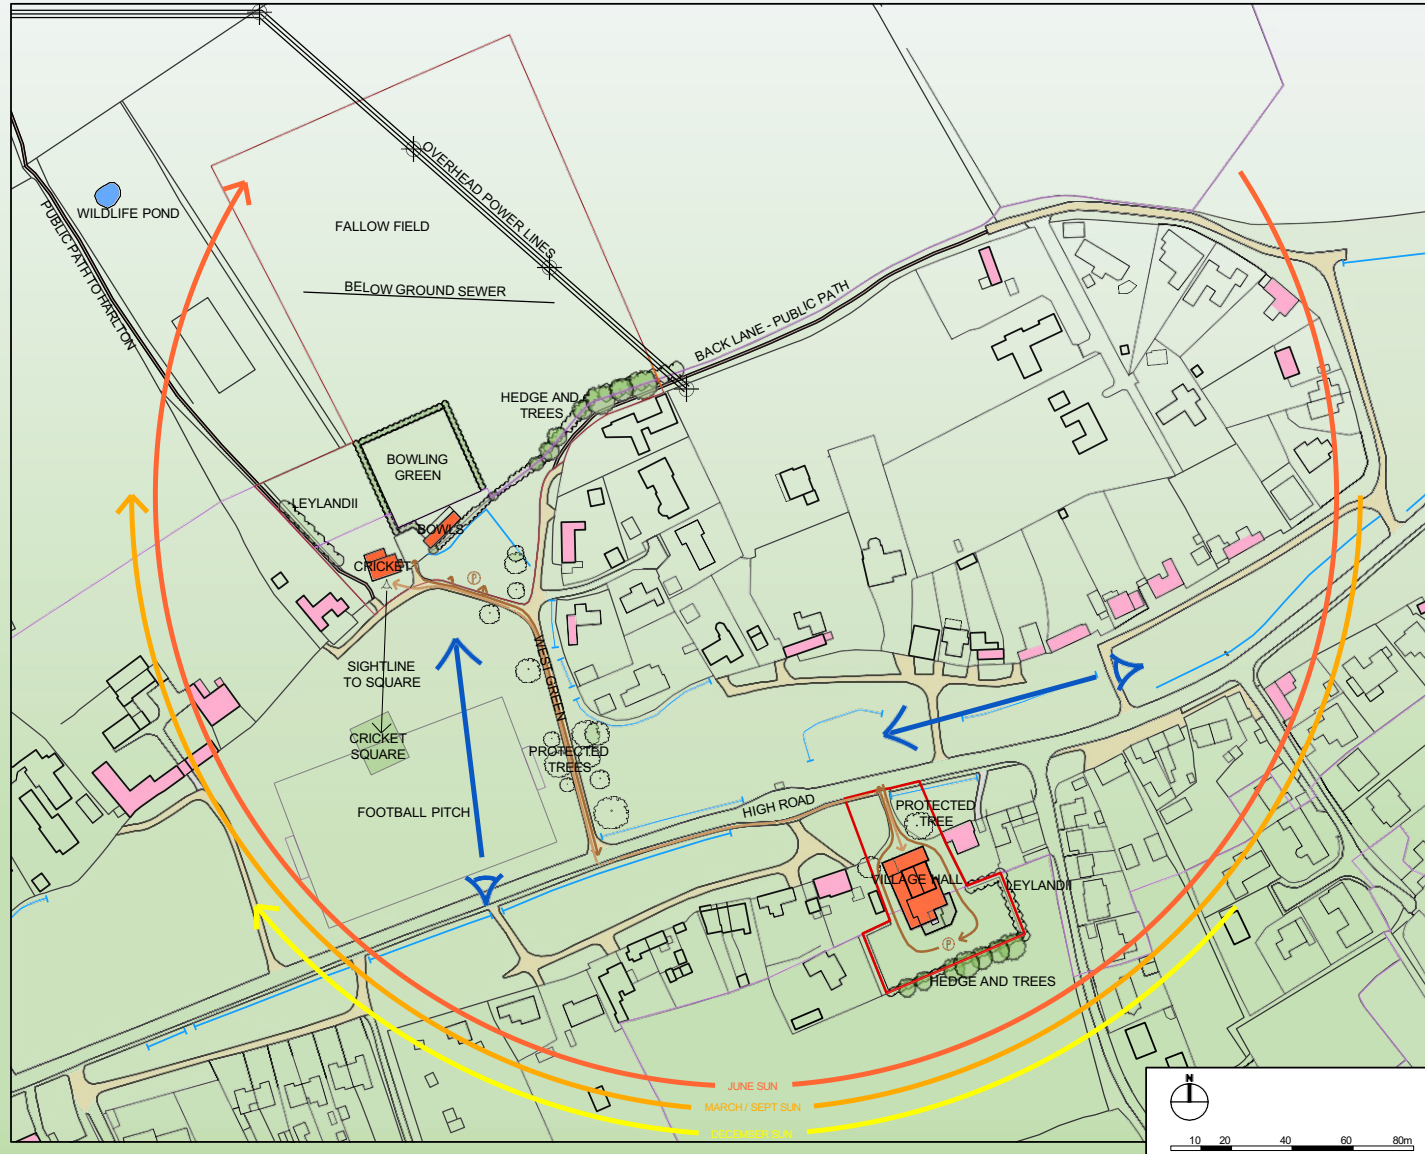 OVERHEAD POWER LINES
WILDLIFE POND
PUBLIC PATH TO HARLTON
FALLOW FIELD
BELOW GROUND SEWER
BACK LANE - PUBLIC PATH
HEDGE AND
TREES
BOWLING
GREEN
LEYLANDII
BOWLS
CRICKET
P
WEST GREEN
SIGHTLINE
TO SQUARE
CRICKET
SQUARE
PROTECTED
TREES
FOOTBALL PITCH
HIGH ROAD
PROTECTED
TREE
VILLAGE HALL
LEYLANDII
P
HEDGE AND TREES
JUNE SUN
MARCH / SEPT SUN
DECEMBER SUN
N
10 20 40 60 80m